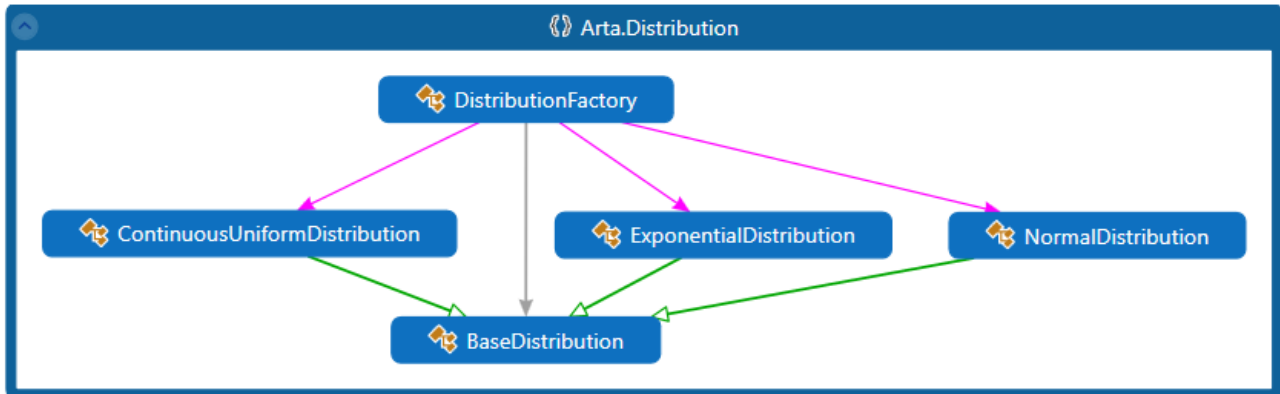 Arta.Distribution
DistributionFactory
ContinuousUniformDistribution
ExponentialDistribution
NormalDistribution
BaseDistribution